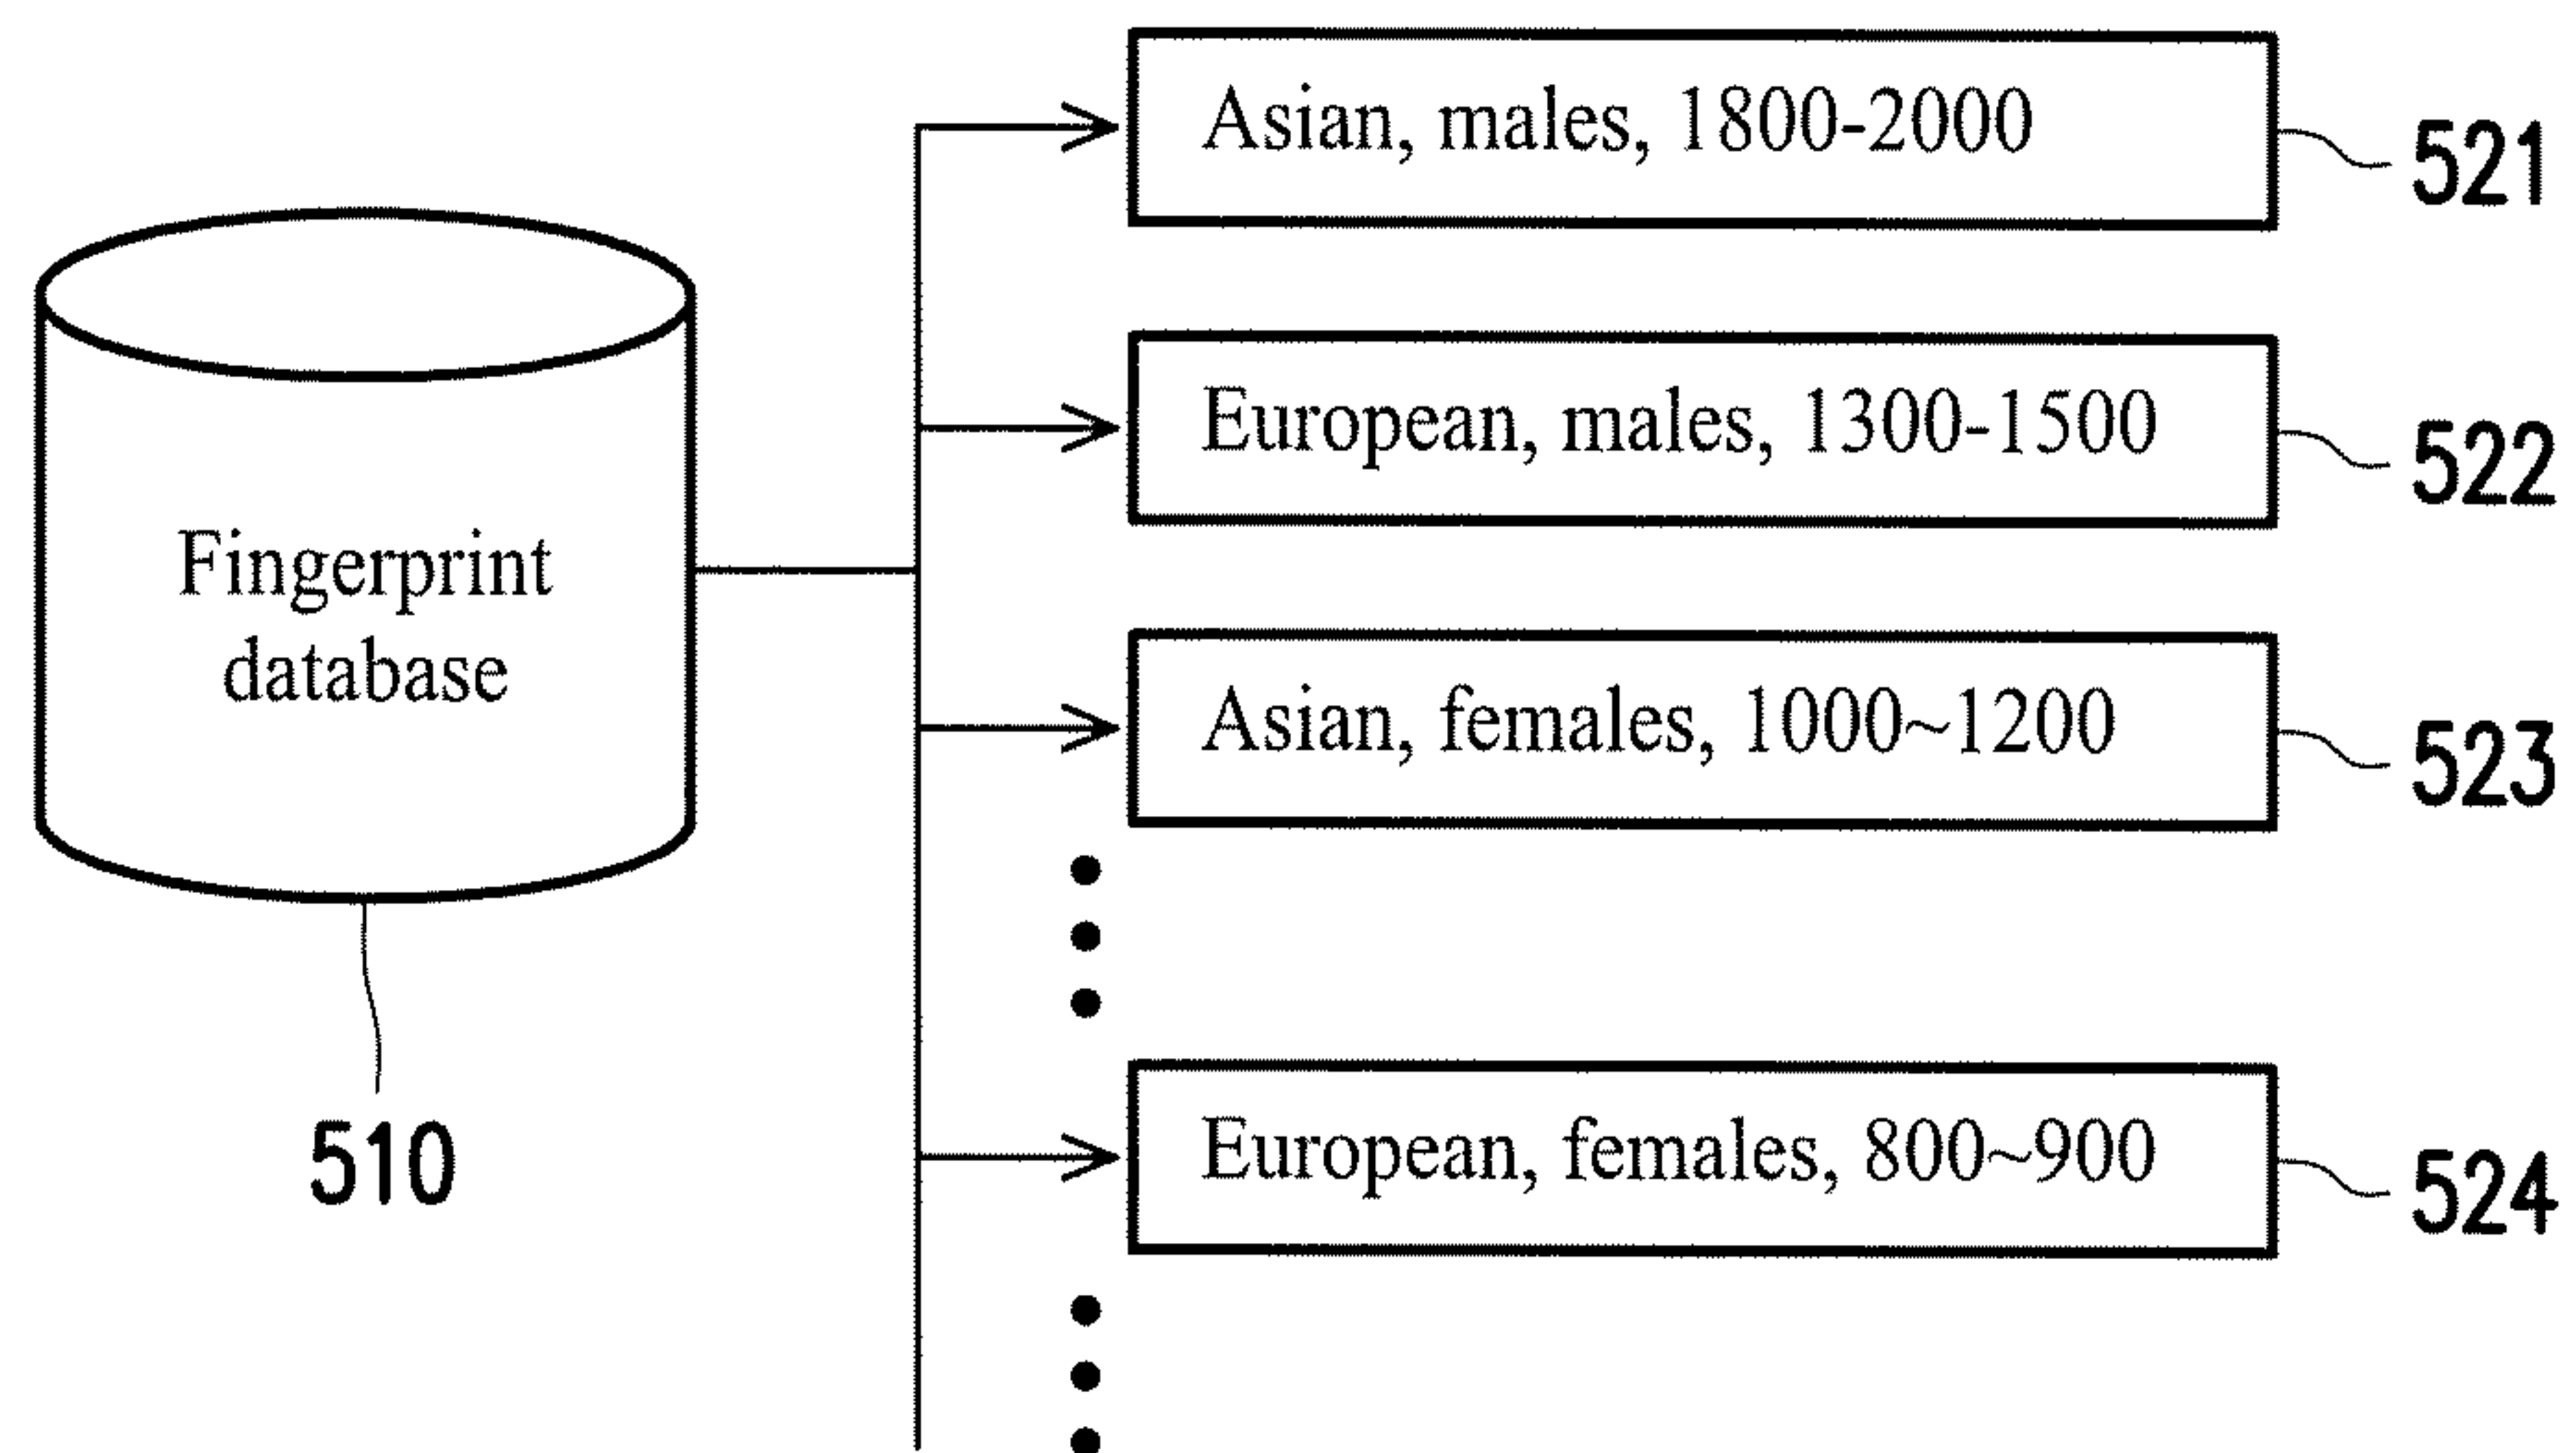 Asian, males, 1800-2000
521
European, males, 1300-1500
522
Fingerprint
database
Asian, females, 1000~1200
523
510
European, females, 800~900
524